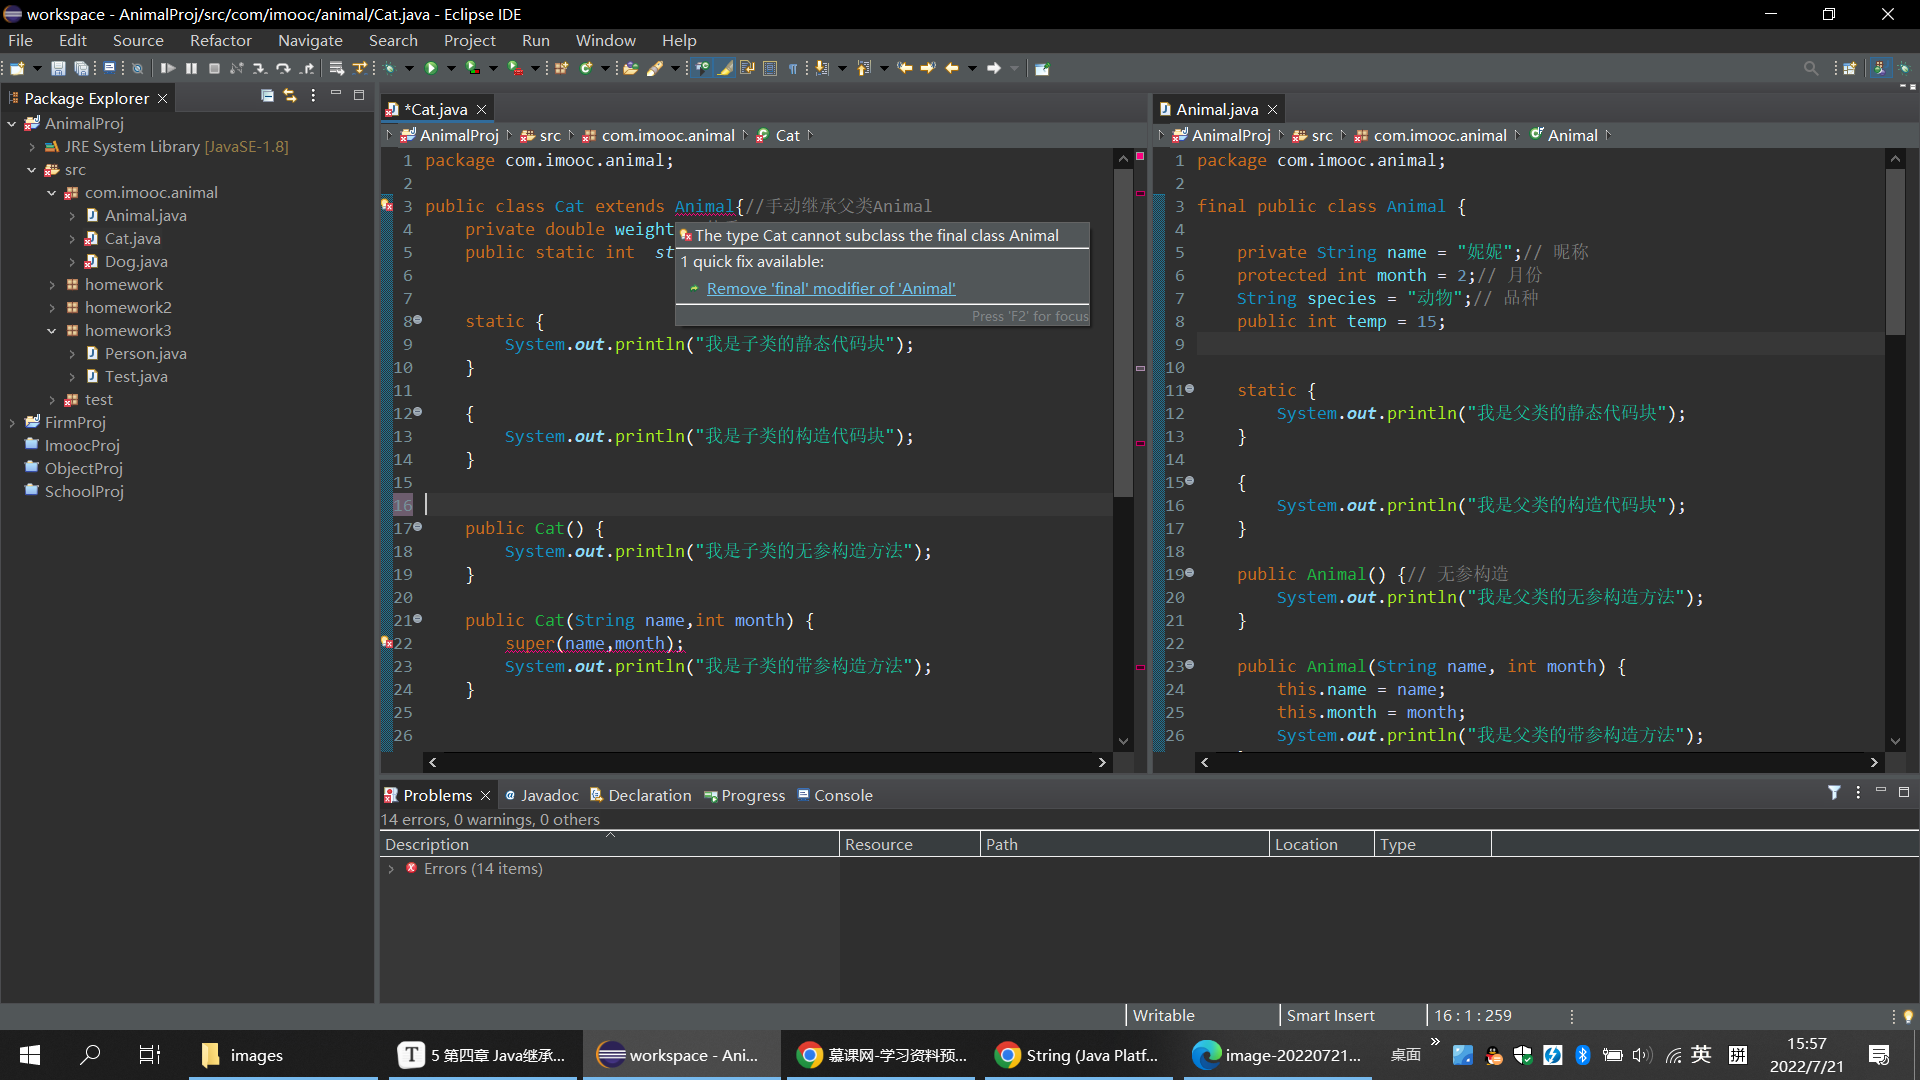 workspace - AnimalProj/src/com/imooc/animal/Cat.java - Eclipse IDE
File Edit Source Refactor Navigate Search Project Run Window Help
Package Explorer
AnimalProj
JRE System Library [JavaSE-1.8]
src
com.imooc.animal
Animal.java
Cat.java
Dog.java
homework
homework2
homework3
Person.java
Test.java
test
FirmProj
ImoocProj
ObjectProj
SchoolProj
*Cat.java
AnimalProj src com.imooc.animal Cat
1 package com.imooc.animal;
2
3 public class Cat extends Animal{//手动继承父类Animal
4 private double weight
5 public static int st
6
7
8 static {
9 System.out.println("我是子类的静态代码块");
10 }
11
12 {
13 System.out.println("我是子类的构造代码块");
14 }
15
16
17 public Cat() {
18 System.out.println("我是子类的无参构造方法");
19 }
20
21 public Cat(String name,int month) {
22 super(name,month);
23 System.out.println("我是子类的带参构造方法");
24 }
25
26
The type Cat cannot subclass the final class Animal
1 quick fix available:
Remove 'final' modifier of 'Animal'
Press 'F2' for focus
Animal.java
AnimalProj src com.imooc.animal Animal
1 package com.imooc.animal;
2
3 final public class Animal {
4
5 private String name = "妮妮";// 昵称
6 protected int month = 2;// 月份
7 String species = "动物";// 品种
8 public int temp = 15;
9
10
11 static {
12 System.out.println("我是父类的静态代码块");
13 }
14
15 {
16 System.out.println("我是父类的构造代码块");
17 }
18
19 public Animal() {// 无参构造
20 System.out.println("我是父类的无参构造方法");
21 }
22
23 public Animal(String name, int month) {
24 this.name = name;
25 this.month = month;
26 System.out.println("我是父类的带参构造方法");
Problems Javadoc Declaration Progress Console
14 errors, 0 warnings, 0 others
Description Resource Path Location Type
Errors (14 items)
Writable Smart Insert 16 : 1 : 259
images
5 第四章 Java继承...
workspace - Ani...
慕课网-学习资料预...
String (Java Platf...
image-20220721...
桌面
英
拼
15:57
2022/7/21